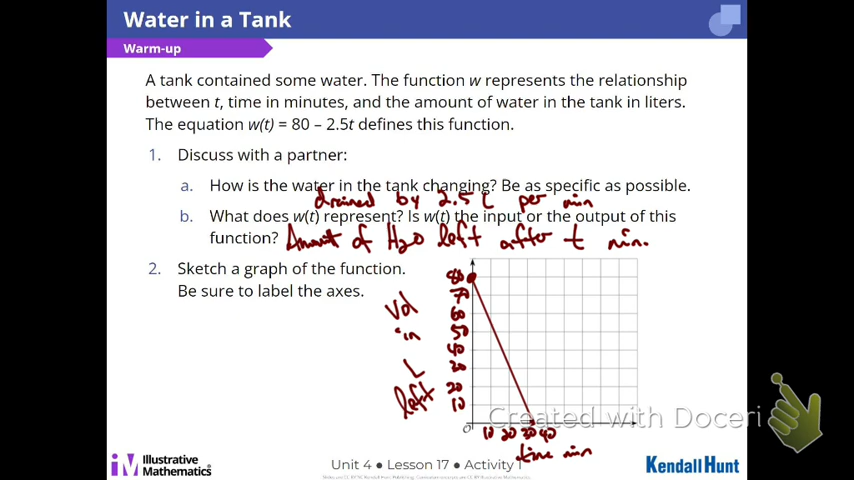 Water in a Tank
Warm-up
A tank contained some water. The function w represents the relationship
between t, time in minutes, and the amount of water in the tank in liters.
The equation w(t) = 80 – 2.5t defines this function.
1. Discuss with a partner:
a. How is the water in the tank changing? Be as specific as possible.
drained by 2.5 L per min
b. What does w(t) represent? Is w(t) the input or the output of this
function? Amount of H2O left after t min.
2. Sketch a graph of the function.
Be sure to label the axes.
Vol
in
L
left
80
70
60
50
40
30
20
10
0
10 20 30 40
time min
Created with Doceri
IM Illustrative
Mathematics®
Unit 4 • Lesson 17 • Activity 1
Kendall Hunt